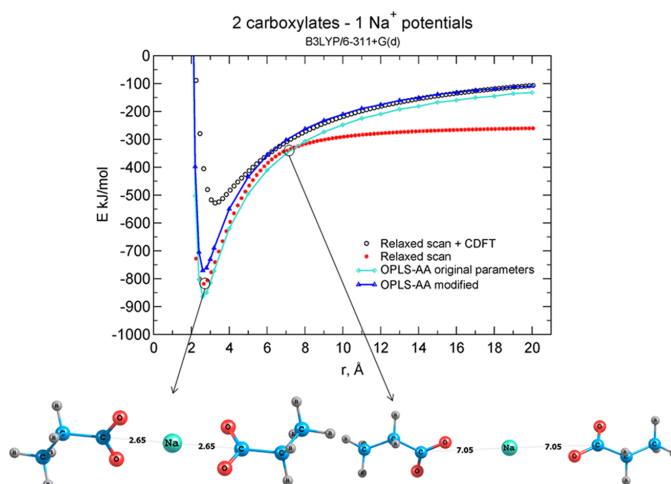 2 carboxylates - 1 Na+ potentials
B3LYP/6-311+G(d)
E kJ/mol
0
-100
-200
-300
-400
-500
-600
-700
-800
-900
-1000
Relaxed scan + CDFT
Relaxed scan
OPLS-AA original parameters
OPLS-AA modified
0 2 4 6 8 10 12 14 16 18 20
r, Å
2.65 Na 2.65
7.05 Na 7.05